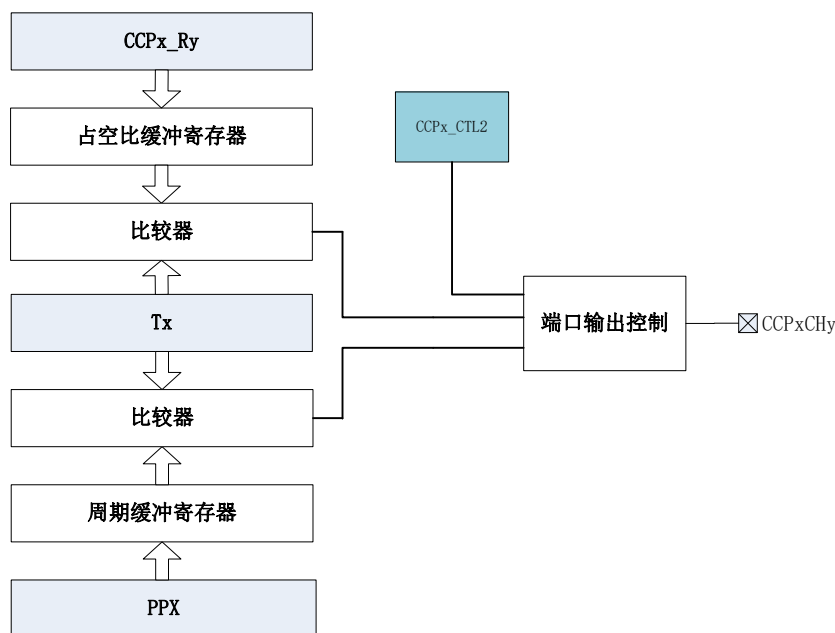 CCPx_Ry
占空比缓冲寄存器
CCPx_CTL2
比较器
Tx
端口输出控制
CCPxCHy
比较器
周期缓冲寄存器
PPX